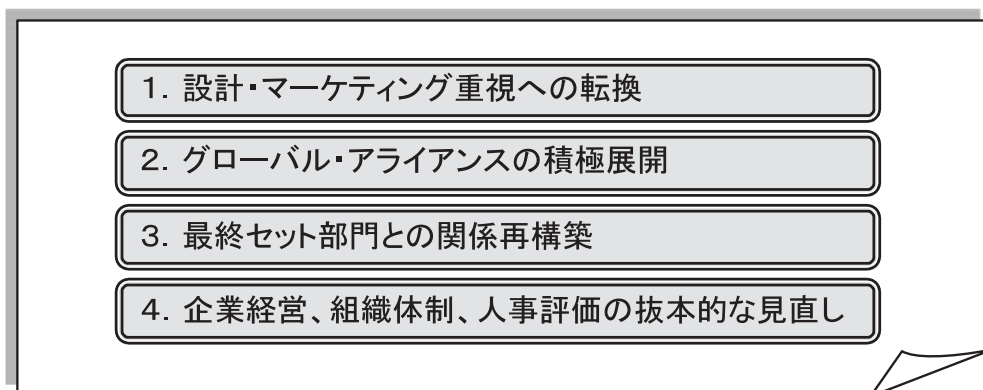 1. 設計・マーケティング重視への転換
2. グローバル・アライアンスの積極展開
3. 最終セット部門との関係再構築
4. 企業経営、組織体制、人事評価の抜本的な見直し